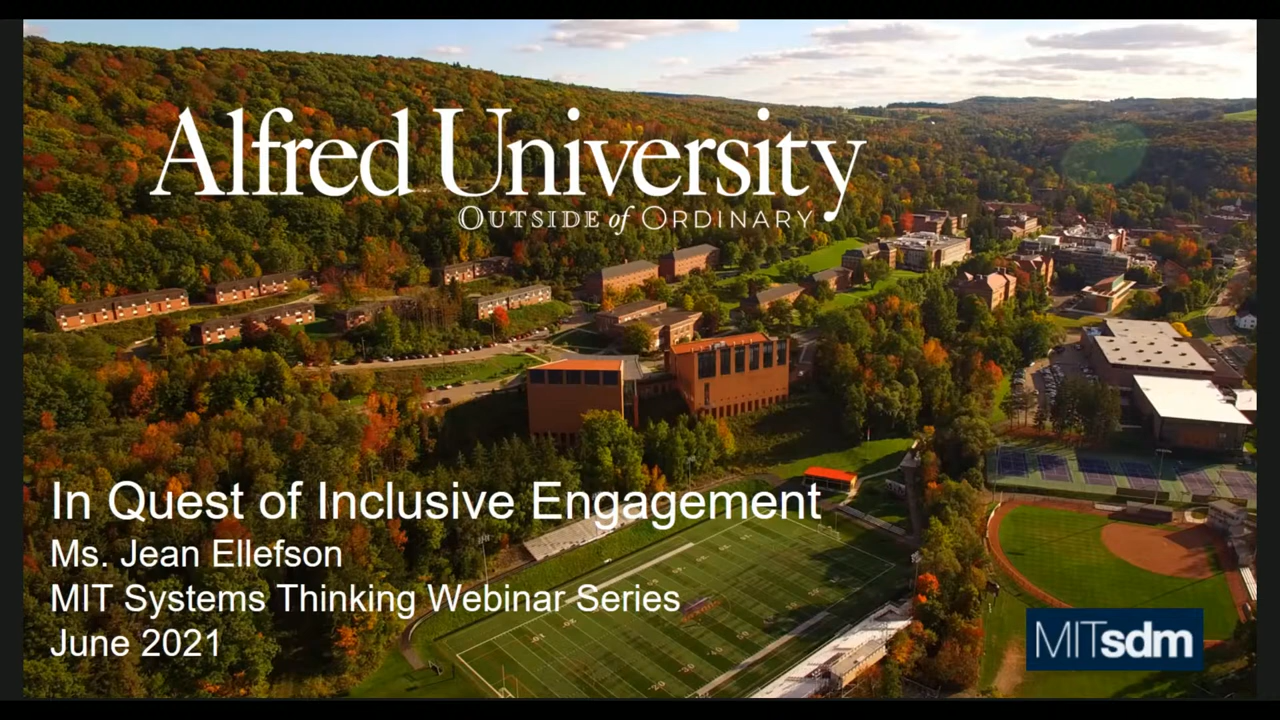 Alfred University
OUTSIDE of ORDINARY
In Quest of Inclusive Engagement
Ms. Jean Ellefson
MIT Systems Thinking Webinar Series
June 2021
MITsdm